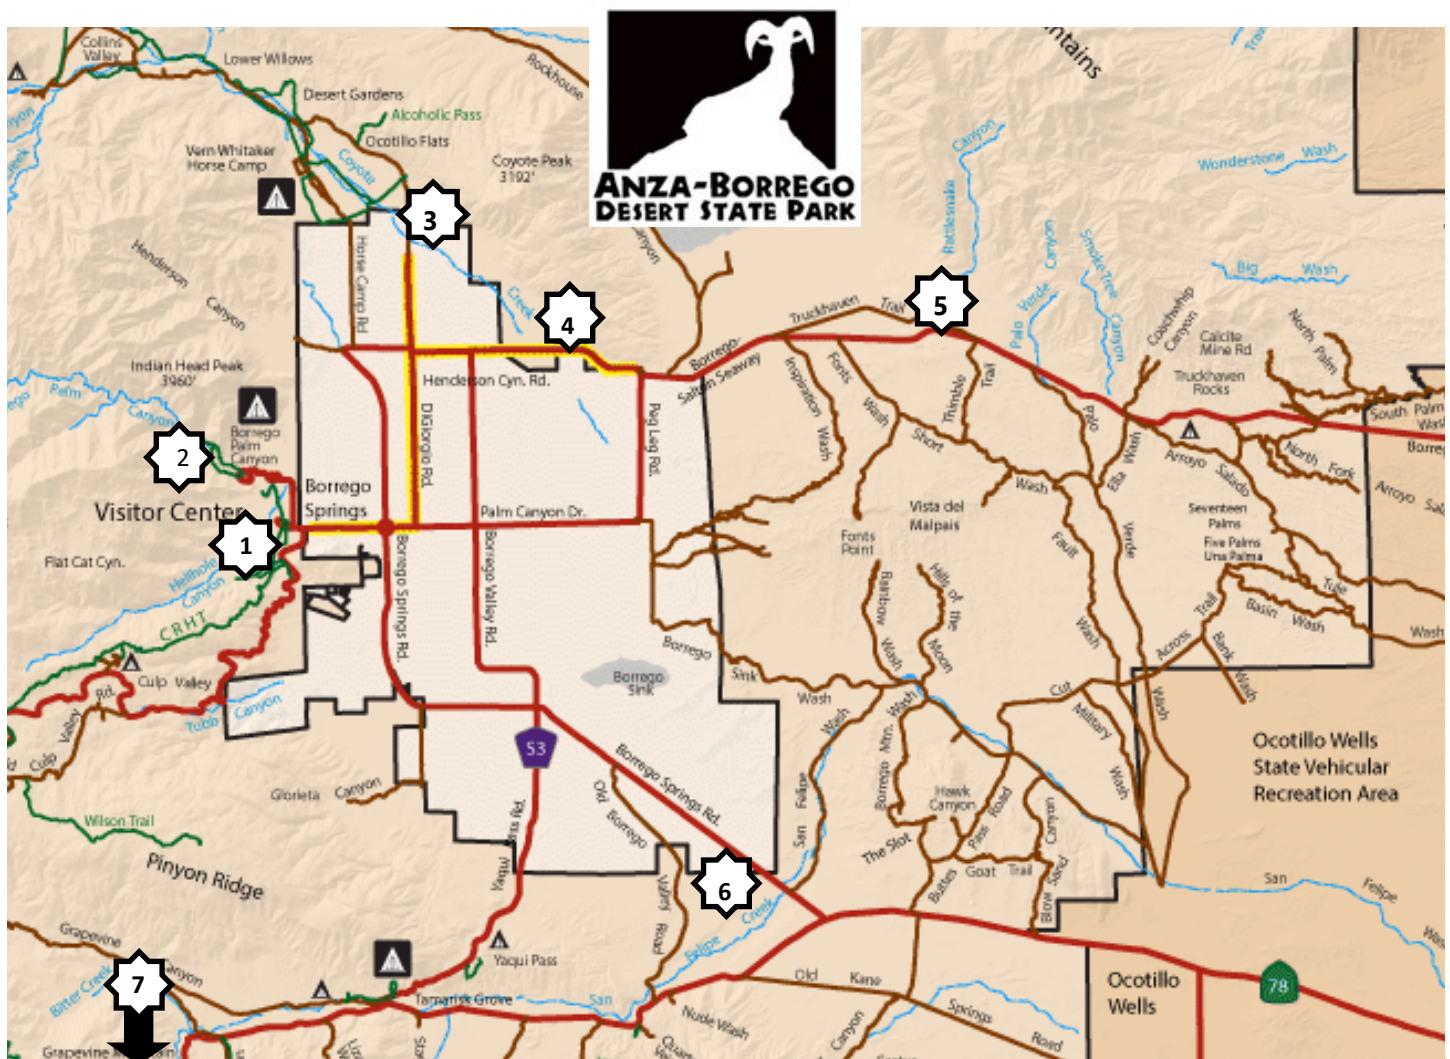 Collins
Valley
Lower Willows
Desert Gardens
Alcoholic Pass
Ocotillo Flats
Vern Whitaker
Horse Camp
Coyote
Coyote Peak
3192'
Rockhouse
ANZA-BORREGO
DESERT STATE PARK
Canyon
Rattlesnake
Wonderstone Wash
Big Wash
Smoke Tree
Canyon
Palo Verde
Canyon
Henderson
Canyon
Horse Camp Rd
3
Creek
4
Truckhaven Trail
5
Borrego-
Salton Seaway
Coachwhip
Canyon
Calcite
Mine Rd
Truckhaven
Rocks
North Palm
South Palm
Wash
Indian Head Peak
3960'
Palm
Canyon
Borrego
Palm
Canyon
2
Henderson Cyn. Rd.
DiGiorgio Rd.
Peg Leg Rd.
Inspiration
Wash
Fonts
Wash
Short
Wash
Thimble
Trail
Palo
Verde
Wash
Ella
Wash
Arroyo Salado
North Fork
Arroyo
Visitor Center
1
Borrego
Springs
Palm Canyon Dr.
Flat Cat Cyn.
Hellhole
Canyon
CRHT
Borrego Springs Rd.
Borrego Valley Rd.
Vista del
Malpais
Fonts
Point
Seventeen
Palms
Five Palms
Una Palma
Tule
Wash
Basin Wash
Fault
Wash
Rainbow
Wash
Hills of the
Moon
Wash
Across
Trail
Bank
Wash
Cut
Military
Wash
Culp Valley
Rd.
Culp Valley
Tubb Canyon
Borrego
Sink
Borrego
Sink
Wash
53
Borrego Springs Rd.
Old
Borrego
Valley
Road
San Felipe
Wash
Borrego Mtn.
Hawk
Canyon
The Slot
Buttes
Pass Road
Goat Trail
Canyon
Blow Sand
Ocotillo Wells
State Vehicular
Recreation Area
Glorieta Canyon
Wilson Trail
Pinyon Ridge
Yaqui Pass Rd.
6
Felipe Creek
San Felipe
Grapevine
Canyon
7
Bitter Creek
Yaqui Pass
Tamarisk Grove
San
Old Kane
Springs
Road
Nude Wash
Canyon
Ocotillo
Wells
78